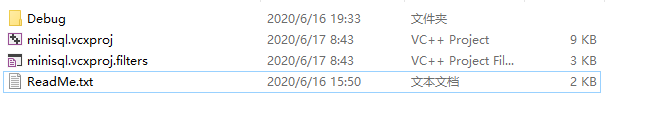 Debug 2020/6/16 19:33 文件夹
minisql.vcxproj 2020/6/17 8:43 VC++ Project 9 KB
minisql.vcxproj.filters 2020/6/17 8:43 VC++ Project Fil... 3 KB
ReadMe.txt 2020/6/16 15:50 文本文档 2 KB